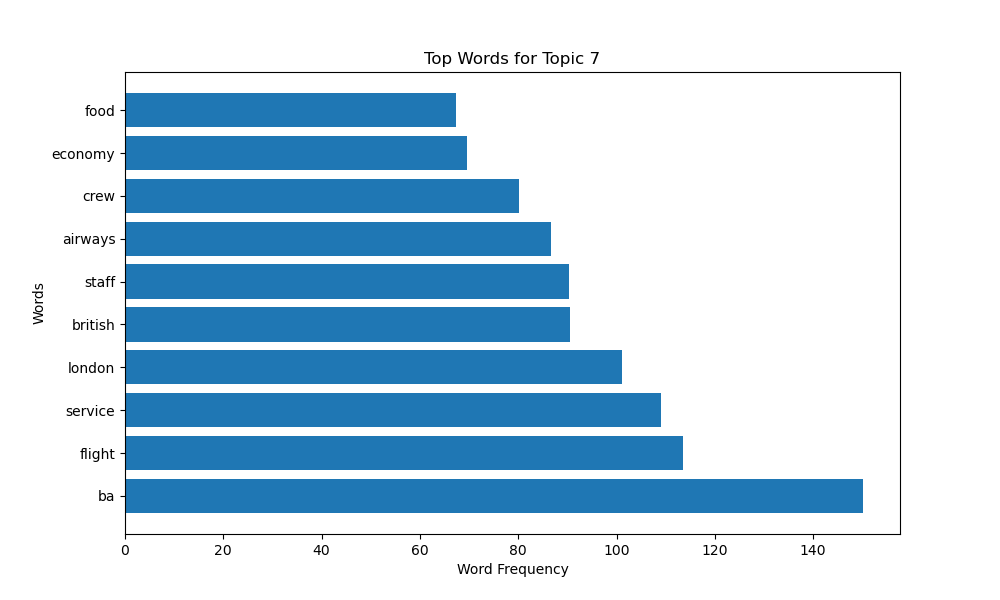 Top Words for Topic 7
Words
food
economy
crew
airways
staff
british
london
service
flight
ba
0 20 40 60 80 100 120 140
Word Frequency